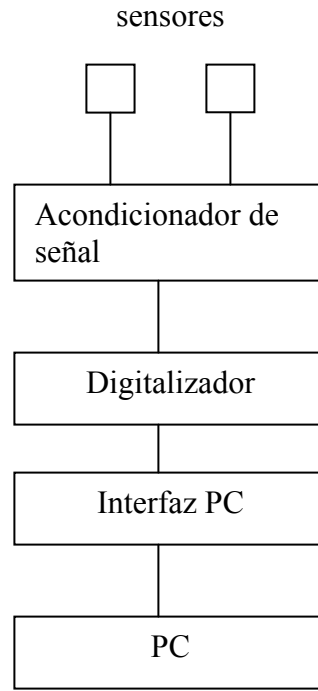 sensores
Acondicionador de
señal
Digitalizador
Interfaz PC
PC